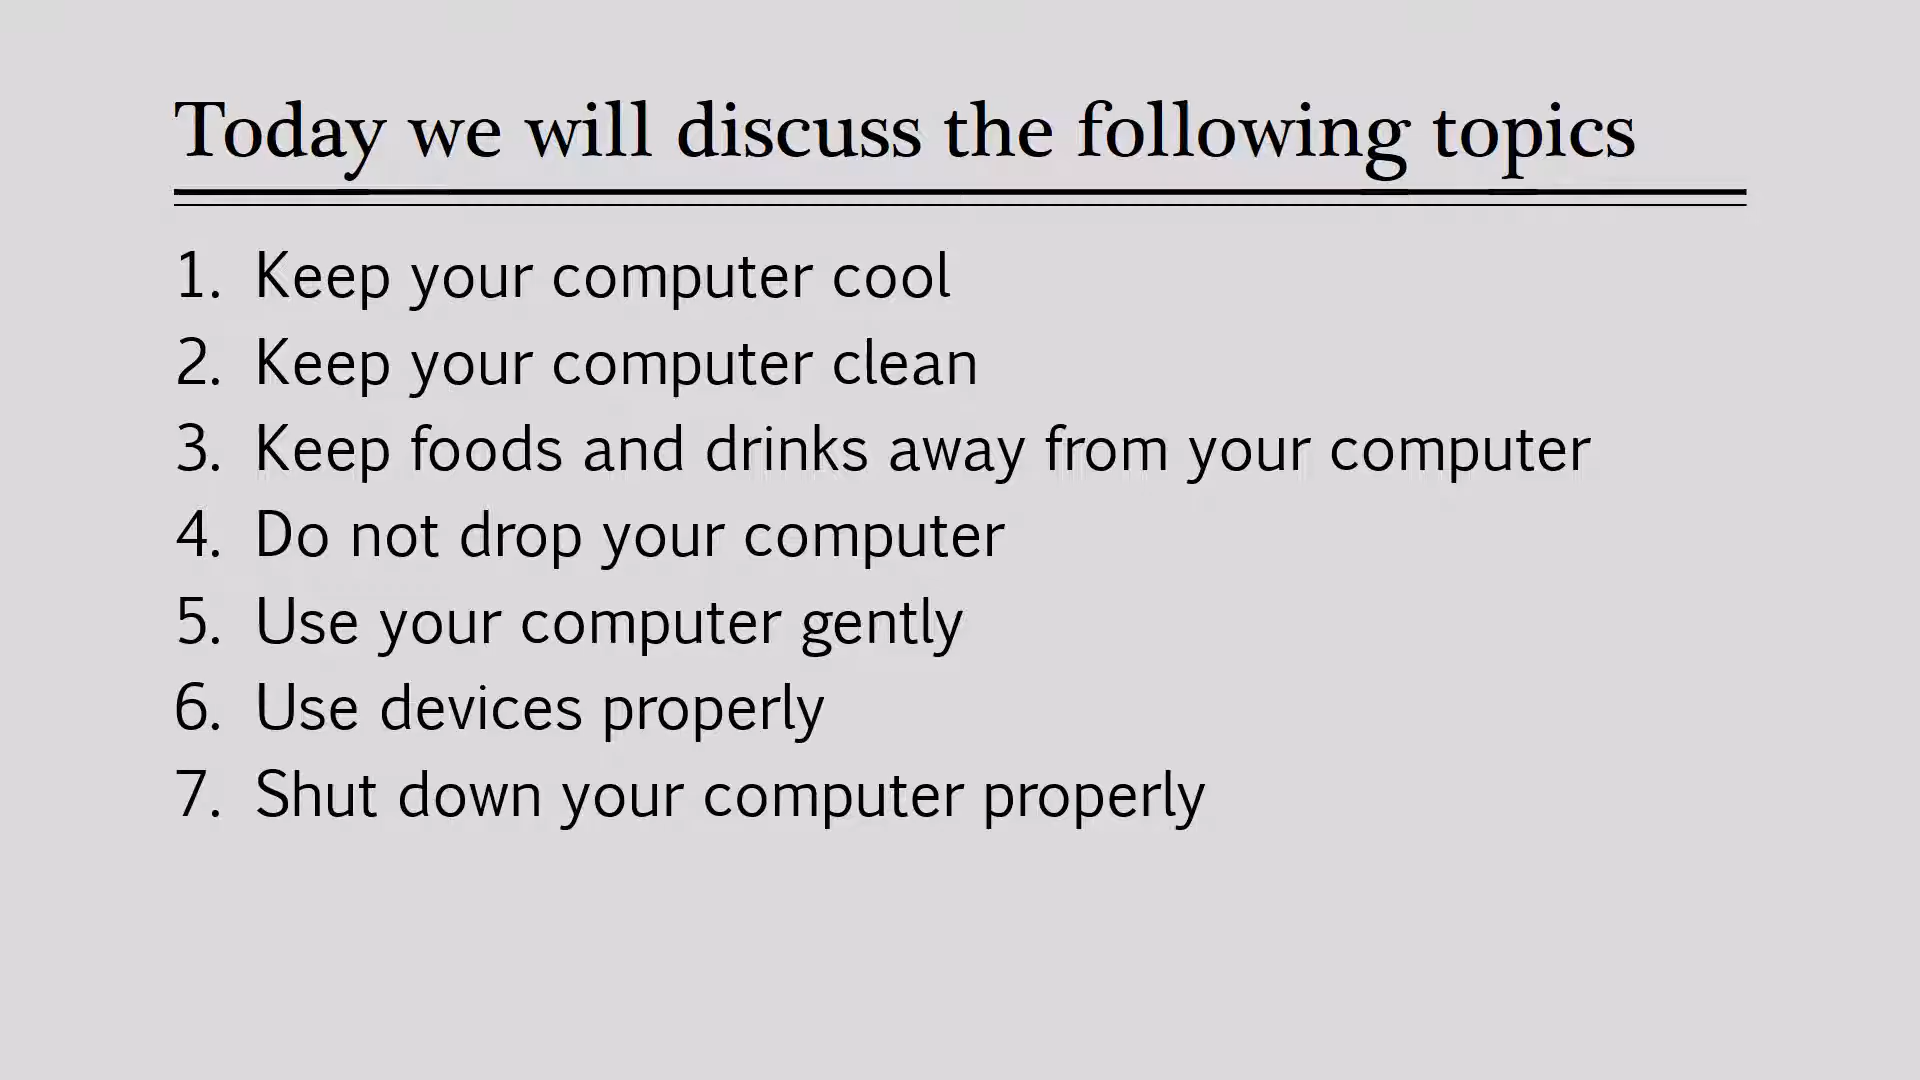 Today we will discuss the following topics
1. Keep your computer cool
2. Keep your computer clean
3. Keep foods and drinks away from your computer
4. Do not drop your computer
5. Use your computer gently
6. Use devices properly
7. Shut down your computer properly